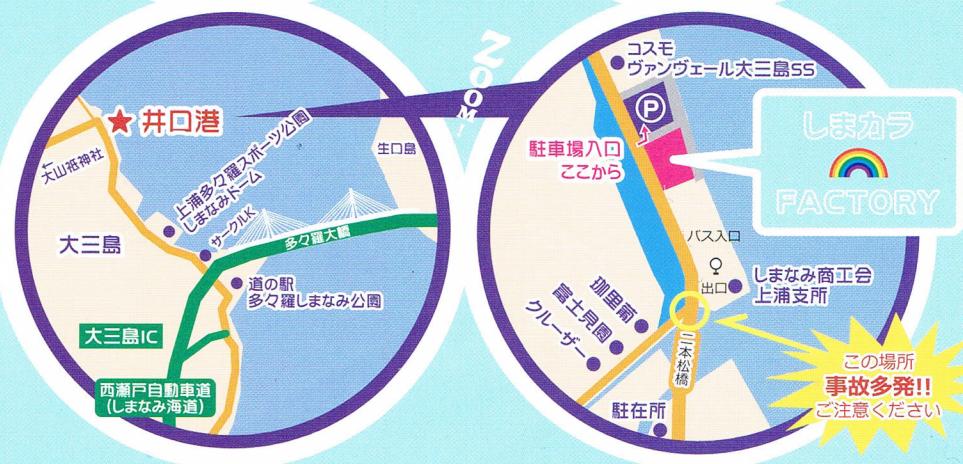 井口港
大山祇神社
上浦多々羅スポーツ公園
しまなみドーム
サークルK
生口島
大三島
多々羅大橋
道の駅
多々羅しまなみ公園
大三島IC
西瀬戸自動車道
(しまなみ海道)
ZOOM!
コスモ
ヴァンヴェール大三島SS
P
駐車場入口
ここから
しまカラ
FACTORY
バス入口
出口
しまなみ商工会
上浦支所
珈里葡
富士見園
クルーザー
二本松橋
駐在所
この場所
事故多発!!
ご注意ください